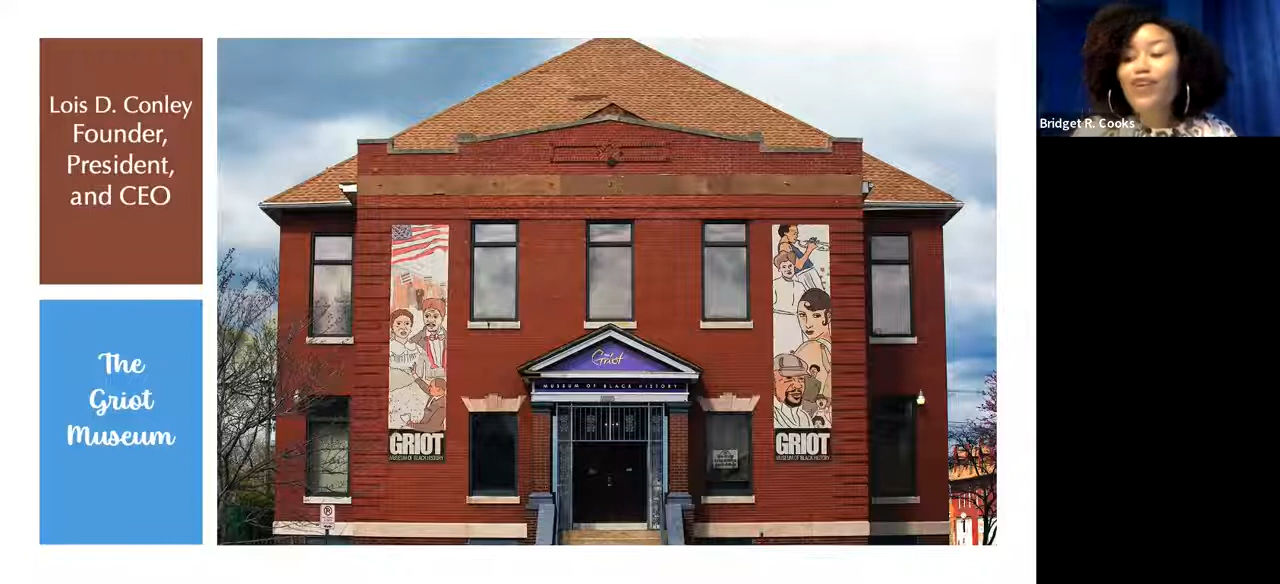 Lois D. Conley
Founder,
President,
and CEO
The
Griot
Museum
Griot
MUSEUM OF BLACK HISTORY
GRIOT
MUSEUM OF BLACK HISTORY
GRIOT
MUSEUM OF BLACK HISTORY
Bridget R. Cooks